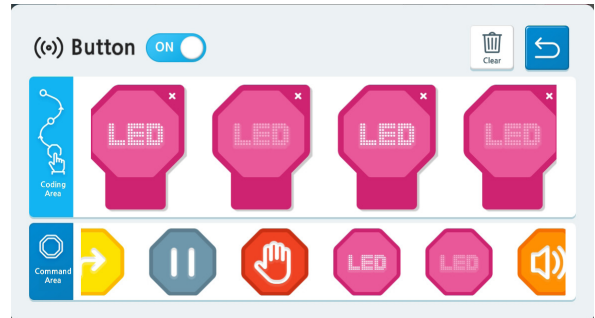 Button ON
Clear
LED LED LED LED
Coding
Area
Command
Area
LED LED